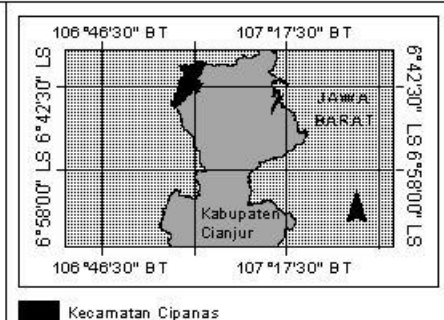 106°46'30" BT 107°17'30" BT
6°42'30" LS
6°58'00" LS
JAWA
BARAT
6°42'30" LS
6°58'00" LS
Kabupaten
Cianjur
106°46'30" BT 107°17'30" BT
Kecamatan Cipanas